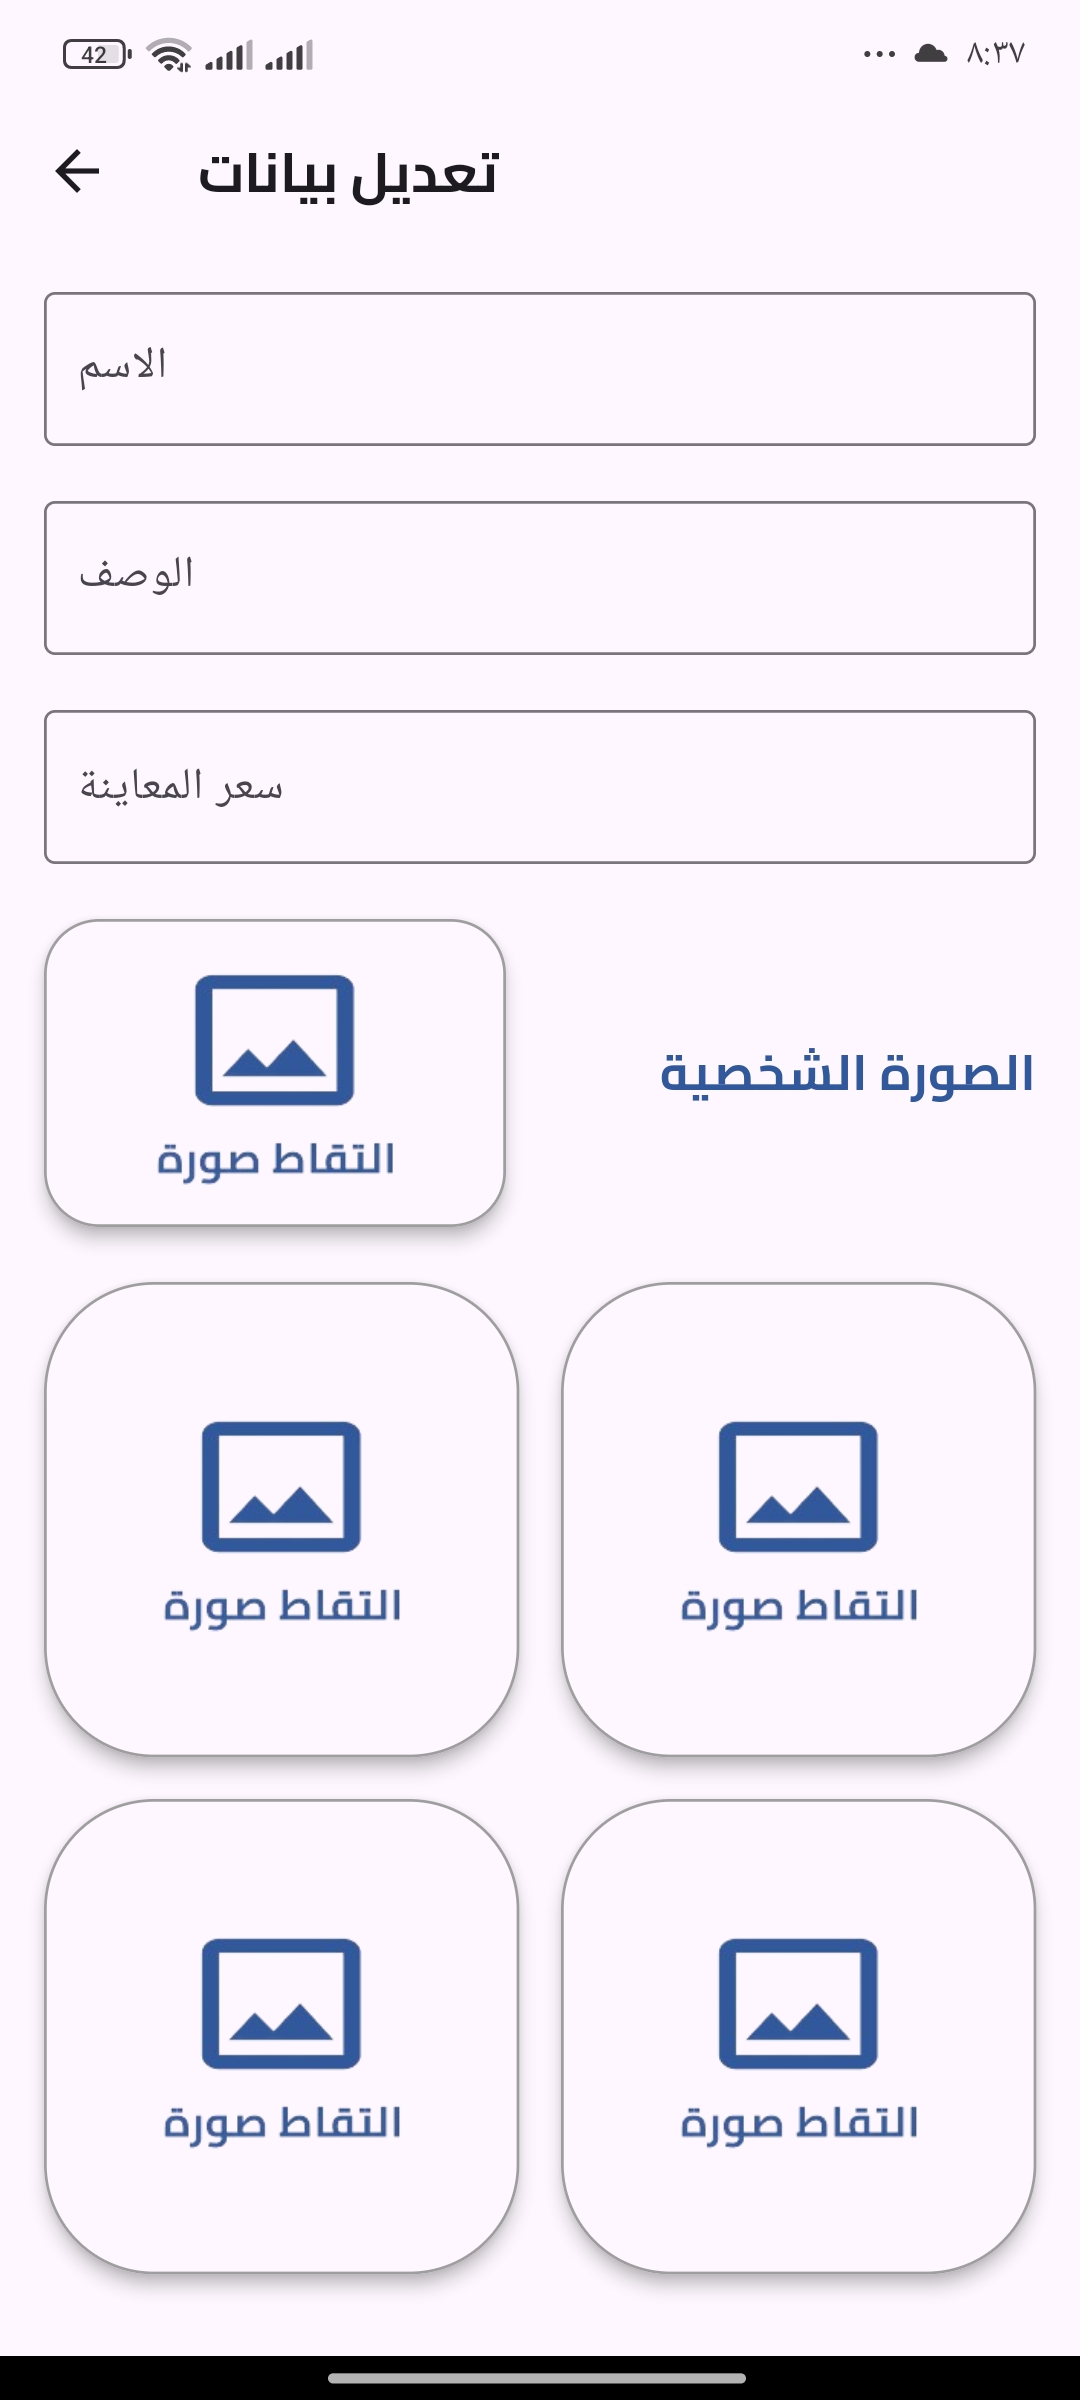 42 ... ٨:٣٧
تعديل بيانات
الاسم
الوصف
سعر المعاينة
الصورة الشخصية
التقاط صورة
التقاط صورة
التقاط صورة
التقاط صورة
التقاط صورة